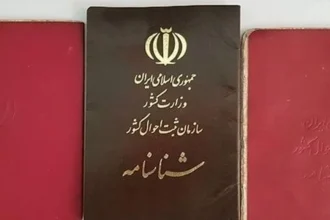 جمهوری اسلامی ایران
وزارت کشور
سازمان ثبت احوال کشور
شناسنامه